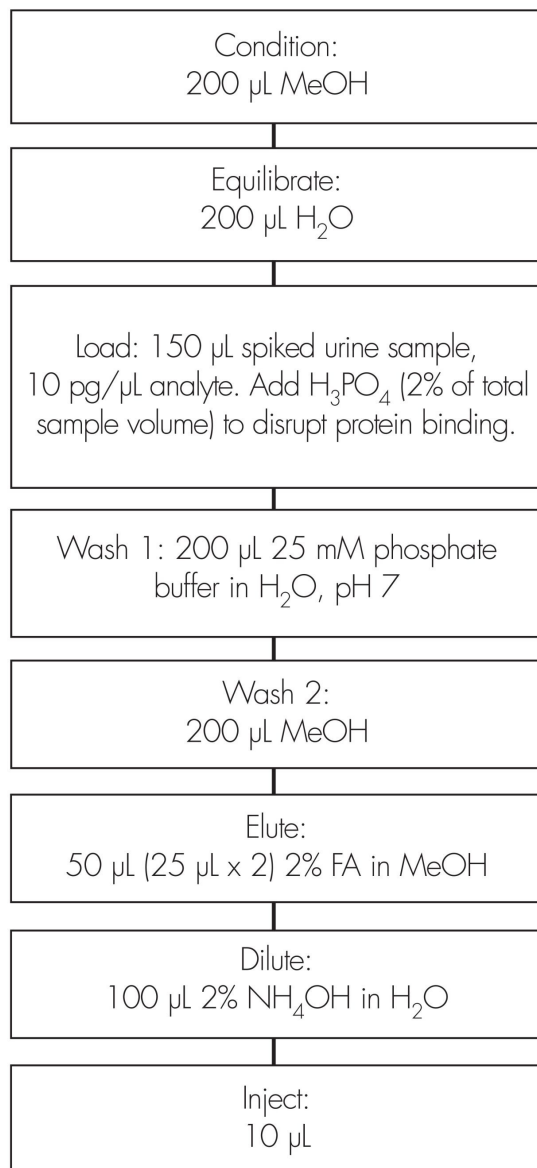 Condition:
200 µL MeOH
Equilibrate:
200 µL H₂O
Load: 150 µL spiked urine sample,
10 pg/µL analyte. Add H₃PO₄ (2% of total
sample volume) to disrupt protein binding.
Wash 1: 200 µL 25 mM phosphate
buffer in H₂O, pH 7
Wash 2:
200 µL MeOH
Elute:
50 µL (25 µL x 2) 2% FA in MeOH
Dilute:
100 µL 2% NH₄OH in H₂O
Inject:
10 µL